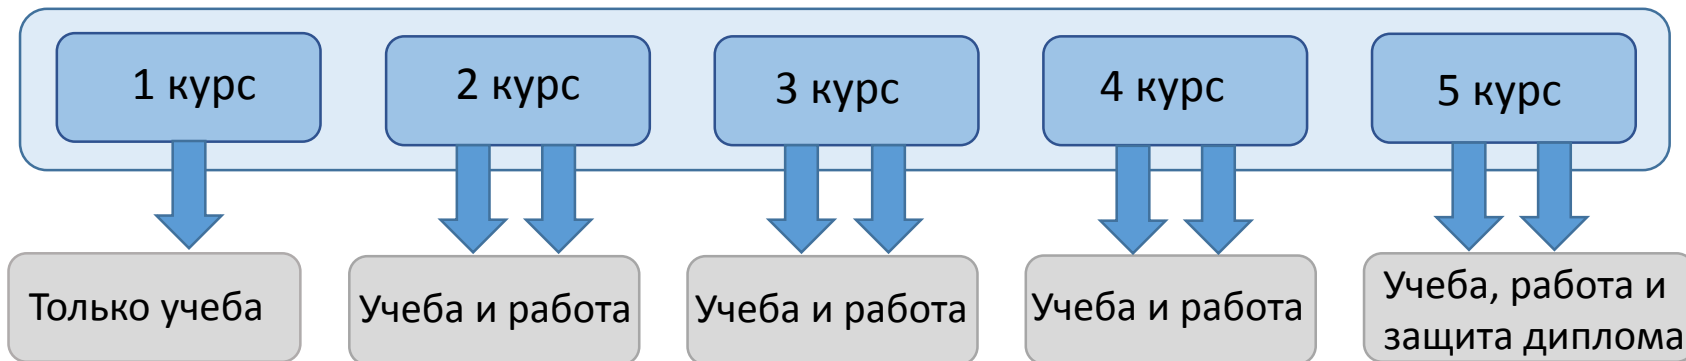 1 курс
2 курс
3 курс
4 курс
5 курс
Только учеба
Учеба и работа
Учеба и работа
Учеба и работа
Учеба, работа и
защита диплома